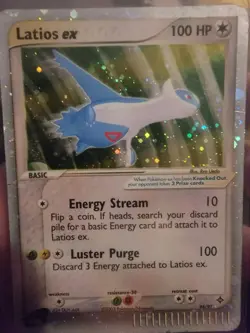 Latios ex 100 HP
BASIC
When Pokémon-ex has been Knocked Out,
your opponent takes 2 Prize cards.
Energy Stream 10
Flip a coin. If heads, search your discard
pile for a basic Energy card and attach it to
Latios ex.
Luster Purge 100
Discard 3 Energy attached to Latios ex.
weakness resistance retreat cost